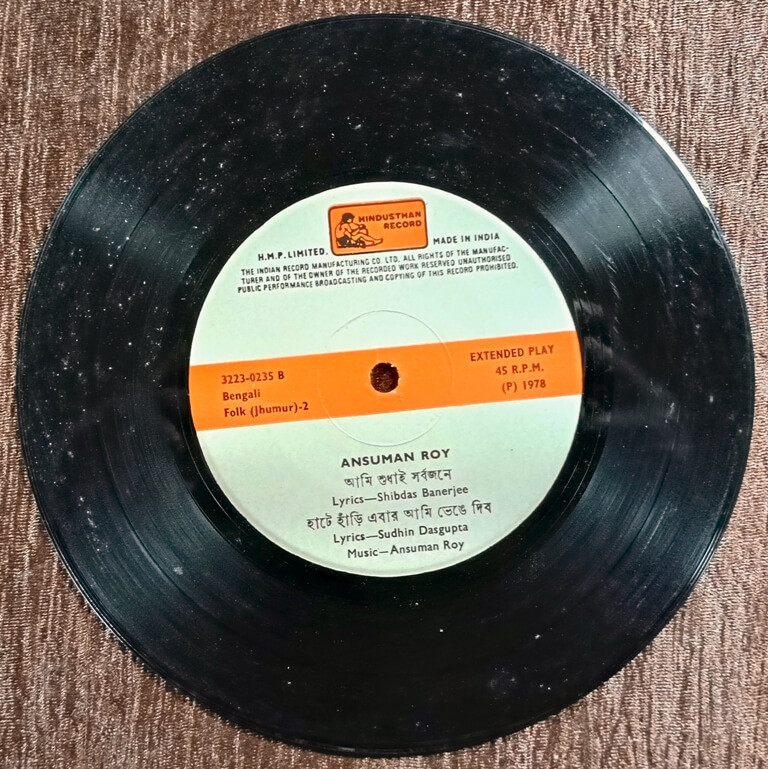 HINDUSTHAN
RECORD
H.M.P. LIMITED. MADE IN INDIA
THE INDIAN RECORD MANUFACTURING CO. LTD. ALL RIGHTS OF THE MANUFAC-
TURER AND OF THE OWNER OF THE RECORDED WORK RESERVED UNAUTHORISED
PUBLIC PERFORMANCE BROADCASTING AND COPYING OF THIS RECORD PROHIBITED.
3223-0235 B
Bengali
Folk (Jhumur)-2
EXTENDED PLAY
45 R.P.M.
(P) 1978
ANSUMAN ROY
আমি শুধাই সর্বজনে
Lyrics—Shibdas Banerjee
হাটে হাঁড়ি এবার আমি ভেঙে দিব
Lyrics—Sudhin Dasgupta
Music—Ansuman Roy